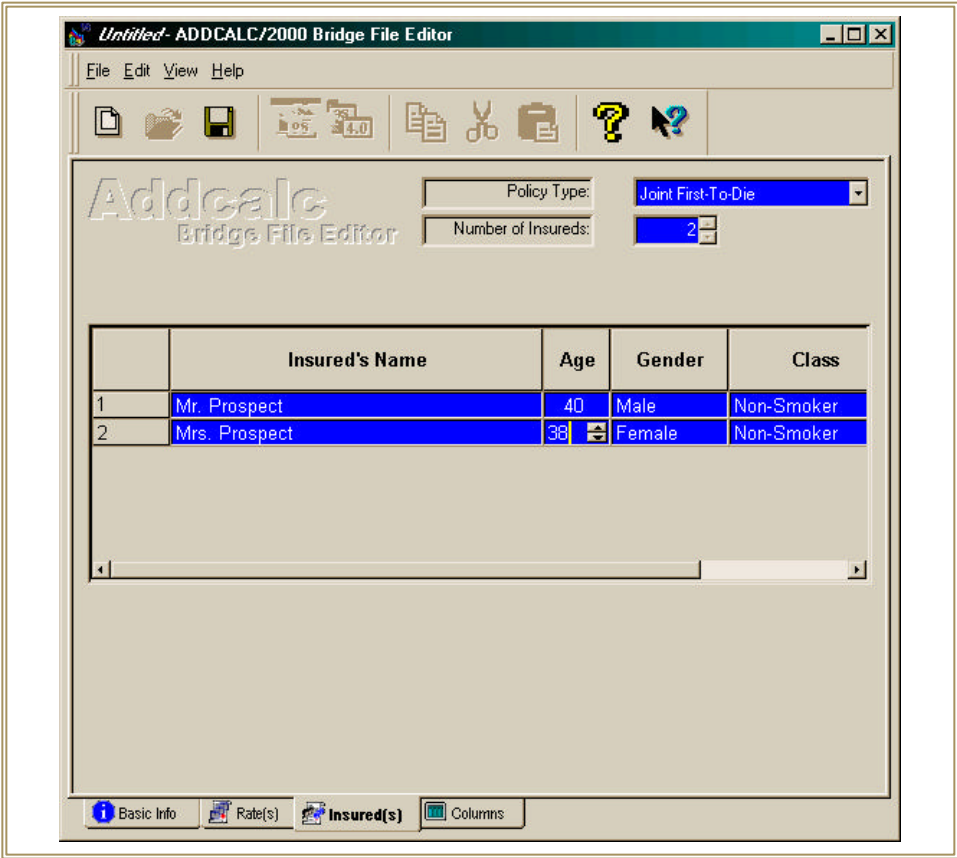 Untitled - ADDCALC/2000 Bridge File Editor
File Edit View Help
4.0
Addcalc
Bridge File Editor
Policy Type: Joint First-To-Die
Number of Insureds: 2
Insured's Name Age Gender Class
1 Mr. Prospect 40 Male Non-Smoker
2 Mrs. Prospect 38 Female Non-Smoker
Basic Info Rate(s) Insured(s) Columns